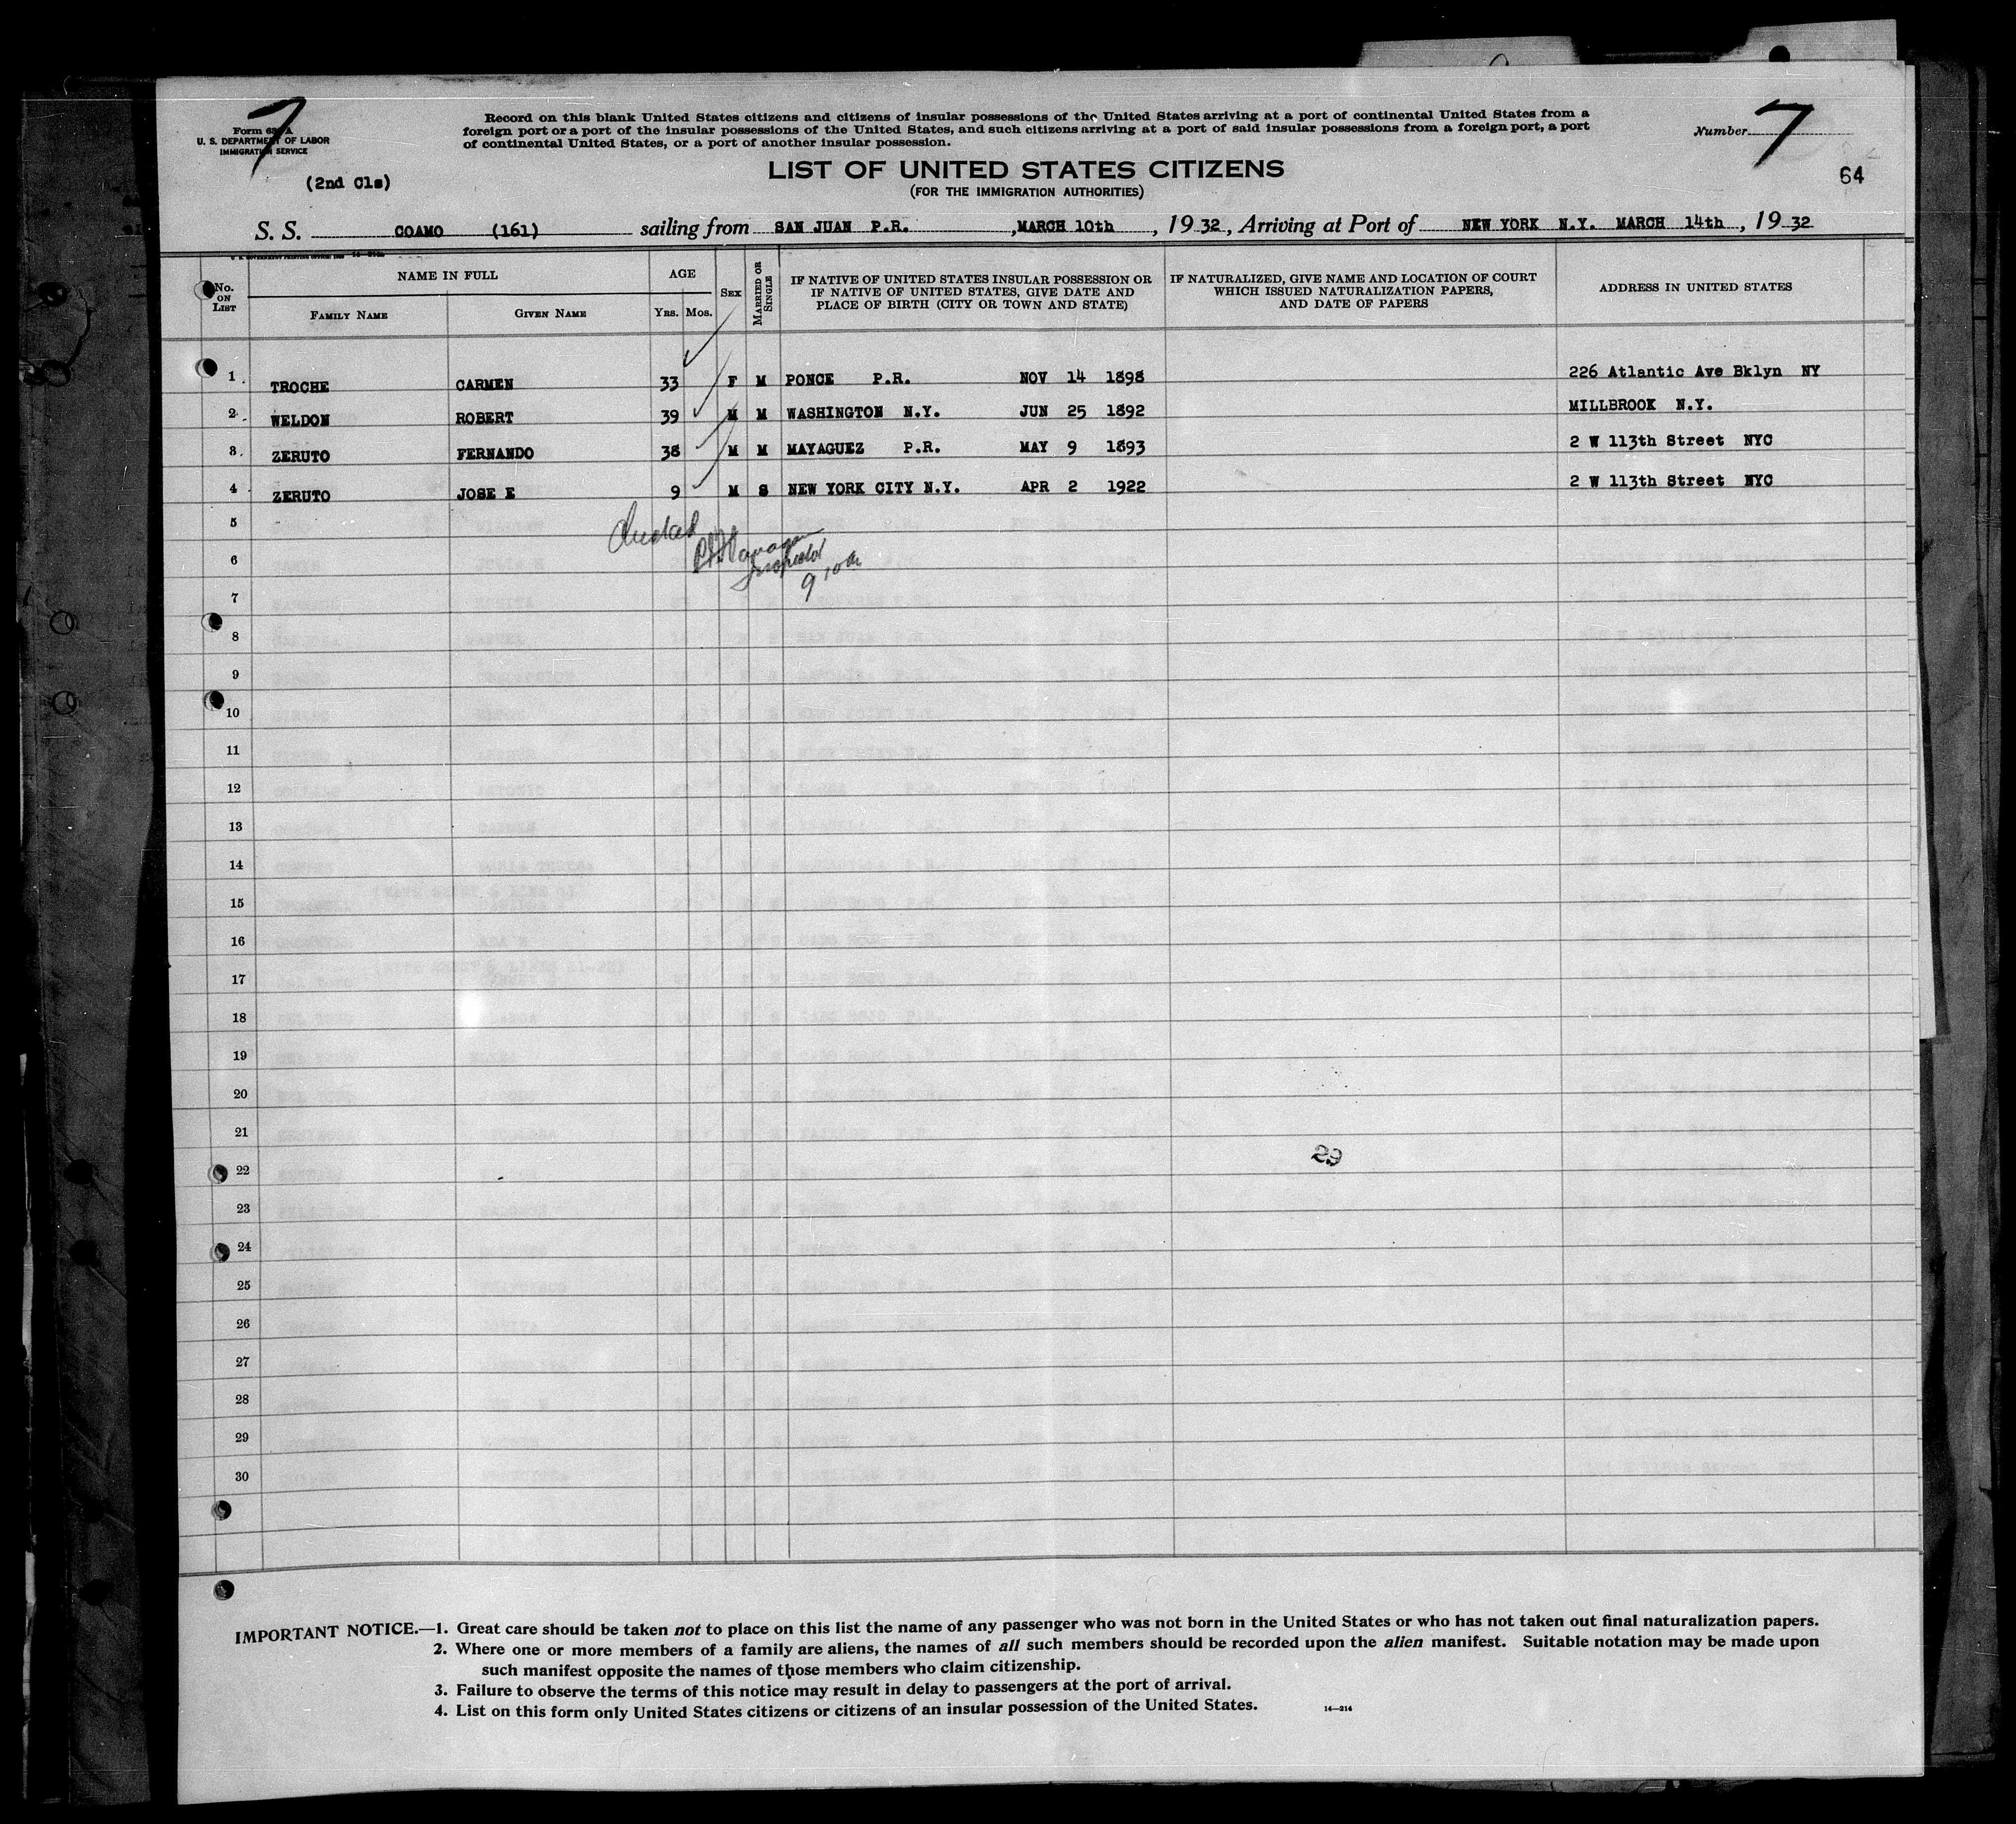 7
Form 630 A
U. S. DEPARTMENT OF LABOR
IMMIGRATION SERVICE
(2nd Cls)
Record on this blank United States citizens and citizens of insular possessions of the United States arriving at a port of continental United States from a
foreign port or a port of the insular possessions of the United States, and such citizens arriving at a port of said insular possessions from a foreign port, a port
of continental United States, or a port of another insular possession.
Number 7
64
LIST OF UNITED STATES CITIZENS
(FOR THE IMMIGRATION AUTHORITIES)
S. S. COAMO (161) sailing from SAN JUAN P.R. ,MARCH 10th , 19 32 , Arriving at Port of NEW YORK N.Y. MARCH 14th , 19 32
No. ON LIST
NAME IN FULL
FAMILY NAME
GIVEN NAME
AGE
YRS. MOS.
SEX
MARRIED OR SINGLE
IF NATIVE OF UNITED STATES INSULAR POSSESSION OR
IF NATIVE OF UNITED STATES, GIVE DATE AND
PLACE OF BIRTH (CITY OR TOWN AND STATE)
IF NATURALIZED, GIVE NAME AND LOCATION OF COURT
WHICH ISSUED NATURALIZATION PAPERS,
AND DATE OF PAPERS
ADDRESS IN UNITED STATES
1 TROCHE CARMEN 33 F M PONCE P.R. NOV 14 1898 226 Atlantic Ave Bklyn NY
2 WELDON ROBERT 39 M M WASHINGTON N.Y. JUN 25 1892 MILLBROOK N.Y.
3 ZERUTO FERNANDO 38 M M MAYAGUEZ P.R. MAY 9 1893 2 W 113th Street NYC
4 ZERUTO JOSE E 9 M S NEW YORK CITY N.Y. APR 2 1922 2 W 113th Street NYC
5
6
7
8
9
10
11
12
13
14
15
16
17
18
19
20
21
29
22
23
24
25
26
27
28
29
30
IMPORTANT NOTICE.—1. Great care should be taken not to place on this list the name of any passenger who was not born in the United States or who has not taken out final naturalization papers.
2. Where one or more members of a family are aliens, the names of all such members should be recorded upon the alien manifest. Suitable notation may be made upon
such manifest opposite the names of those members who claim citizenship.
3. Failure to observe the terms of this notice may result in delay to passengers at the port of arrival.
4. List on this form only United States citizens or citizens of an insular possession of the United States.
14—214